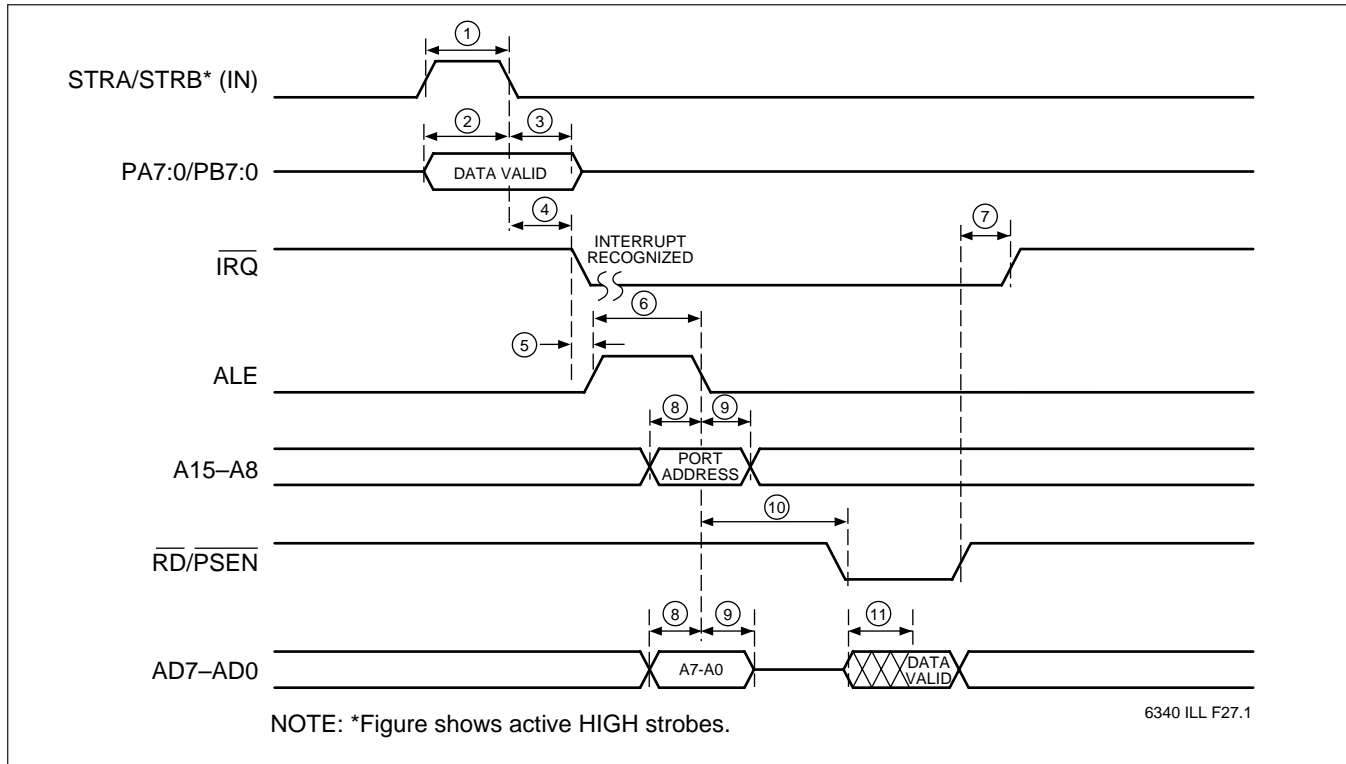 ①
STRA/STRB* (IN)
② ③
PA7:0/PB7:0
DATA VALID
④
⑦
INTERRUPT
RECOGNIZED
IRQ
⑥
⑤
ALE
⑧ ⑨
A15–A8
PORT
ADDRESS
⑩
RD/PSEN
⑧ ⑨ ⑪
AD7–AD0
A7-A0
DATA
VALID
NOTE: *Figure shows active HIGH strobes.
6340 ILL F27.1